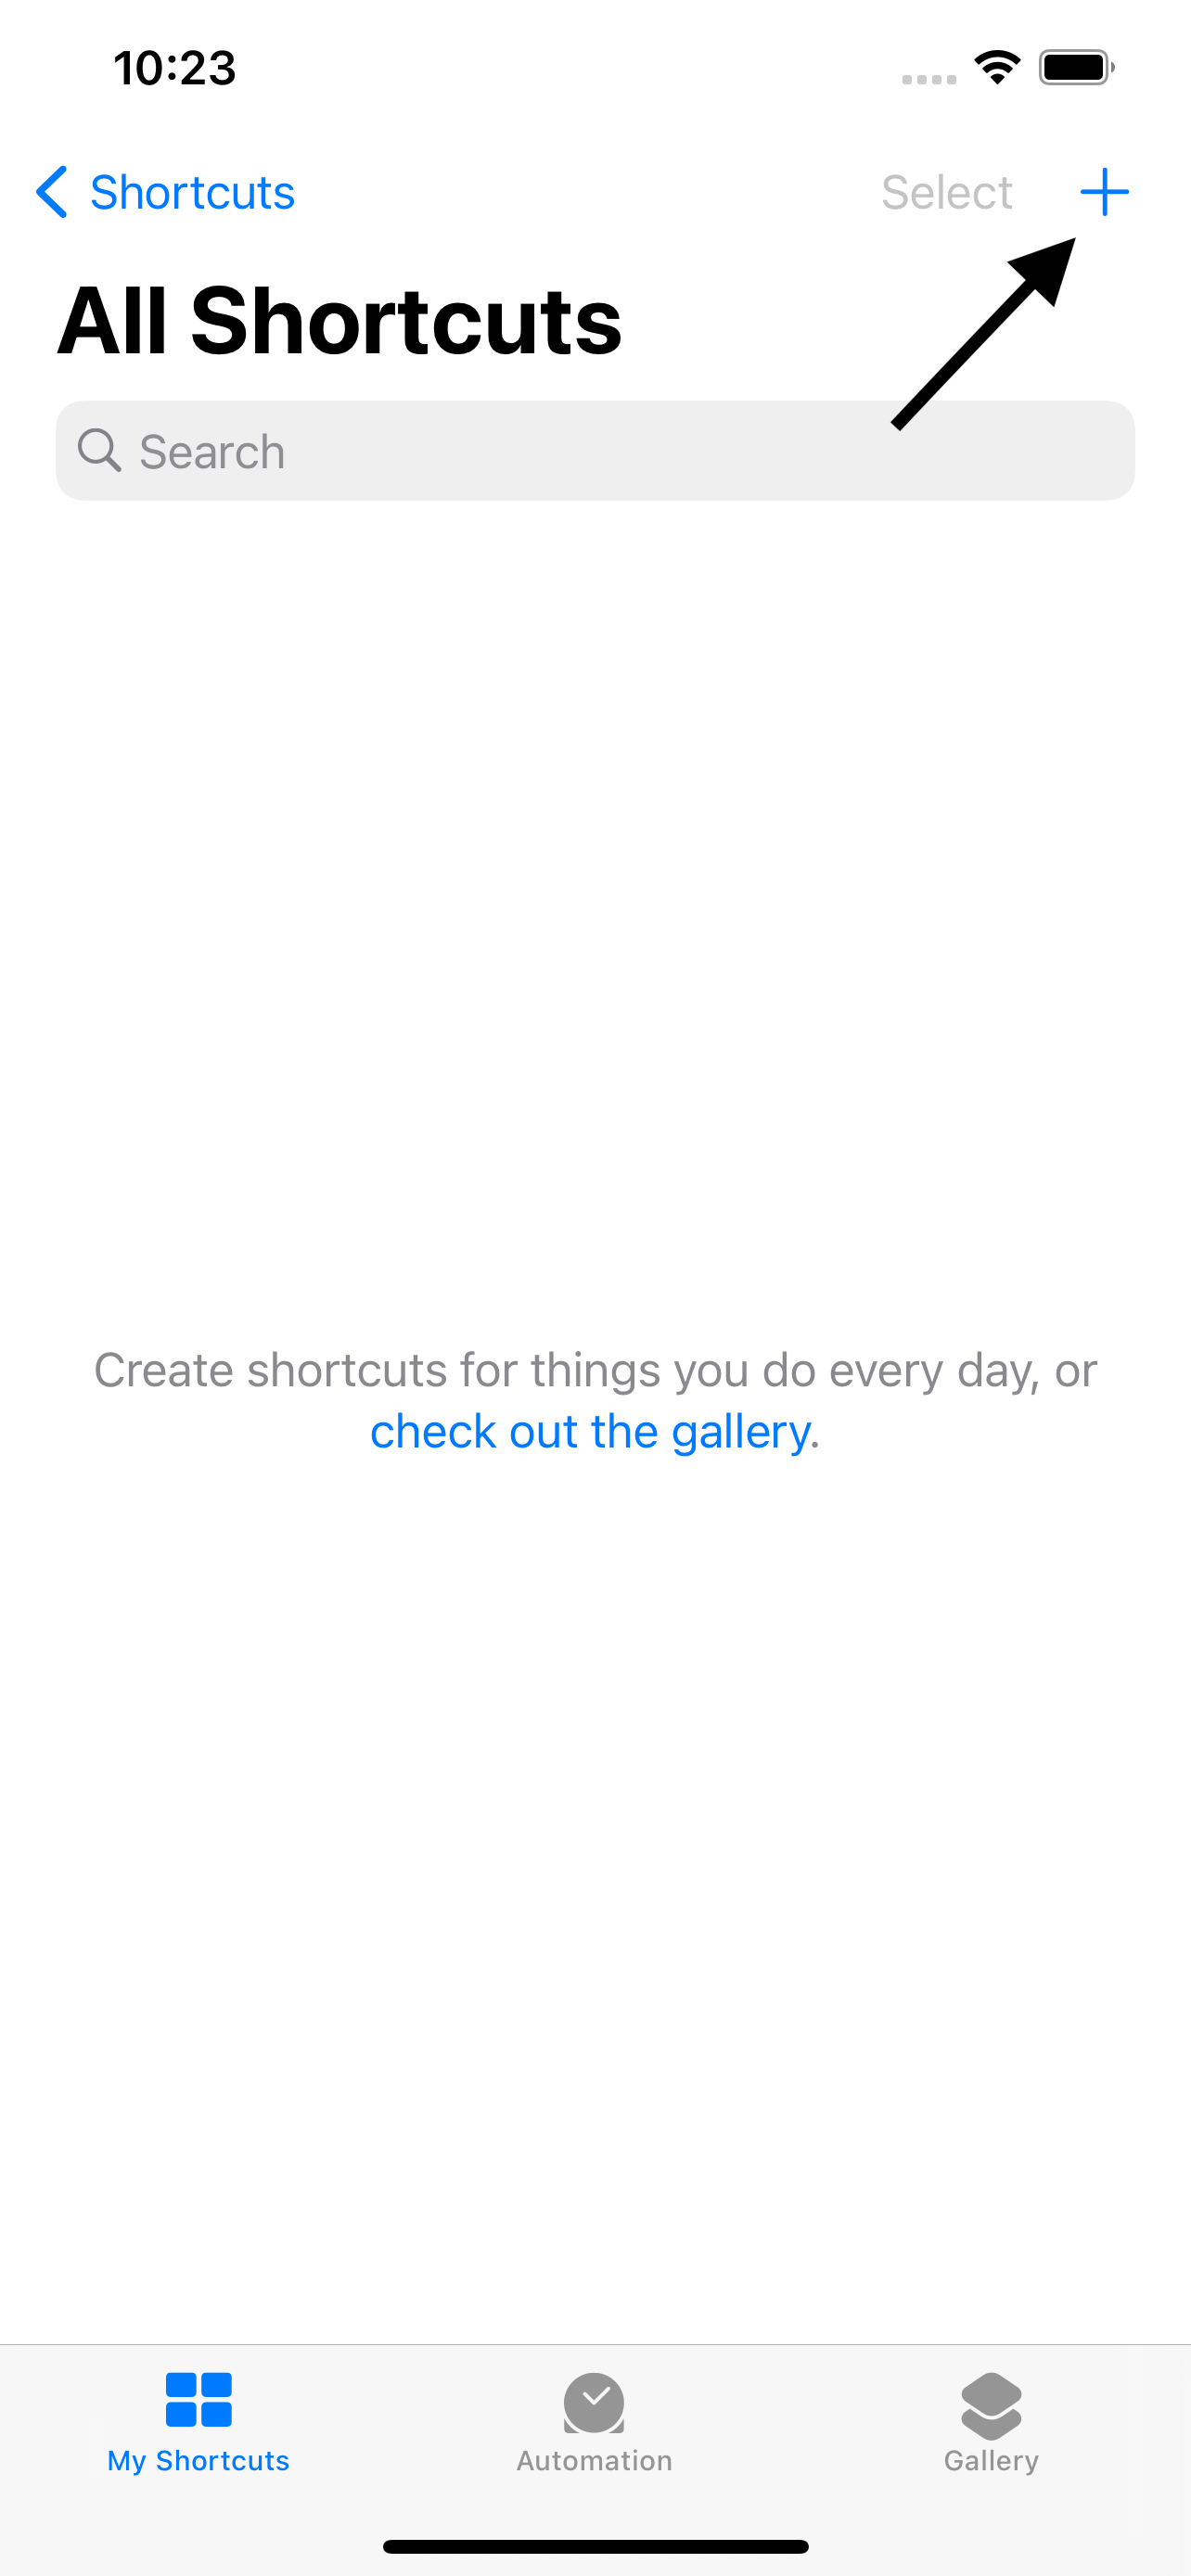 10:23
Shortcuts
Select
All Shortcuts
Search
Create shortcuts for things you do every day, or
check out the gallery.
My Shortcuts
Automation
Gallery